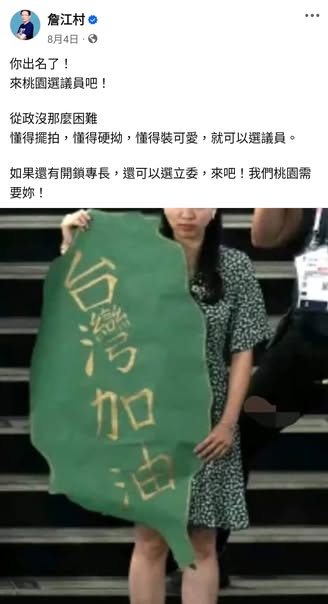 詹江村
8月4日
你出名了！
來桃園選議員吧！
從政沒那麼困難
懂得擺拍，懂得硬拗，懂得裝可愛，就可以選議員。
如果還有開鎖專長，還可以選立委，來吧！我們桃園需
要妳！
台
灣
加
油